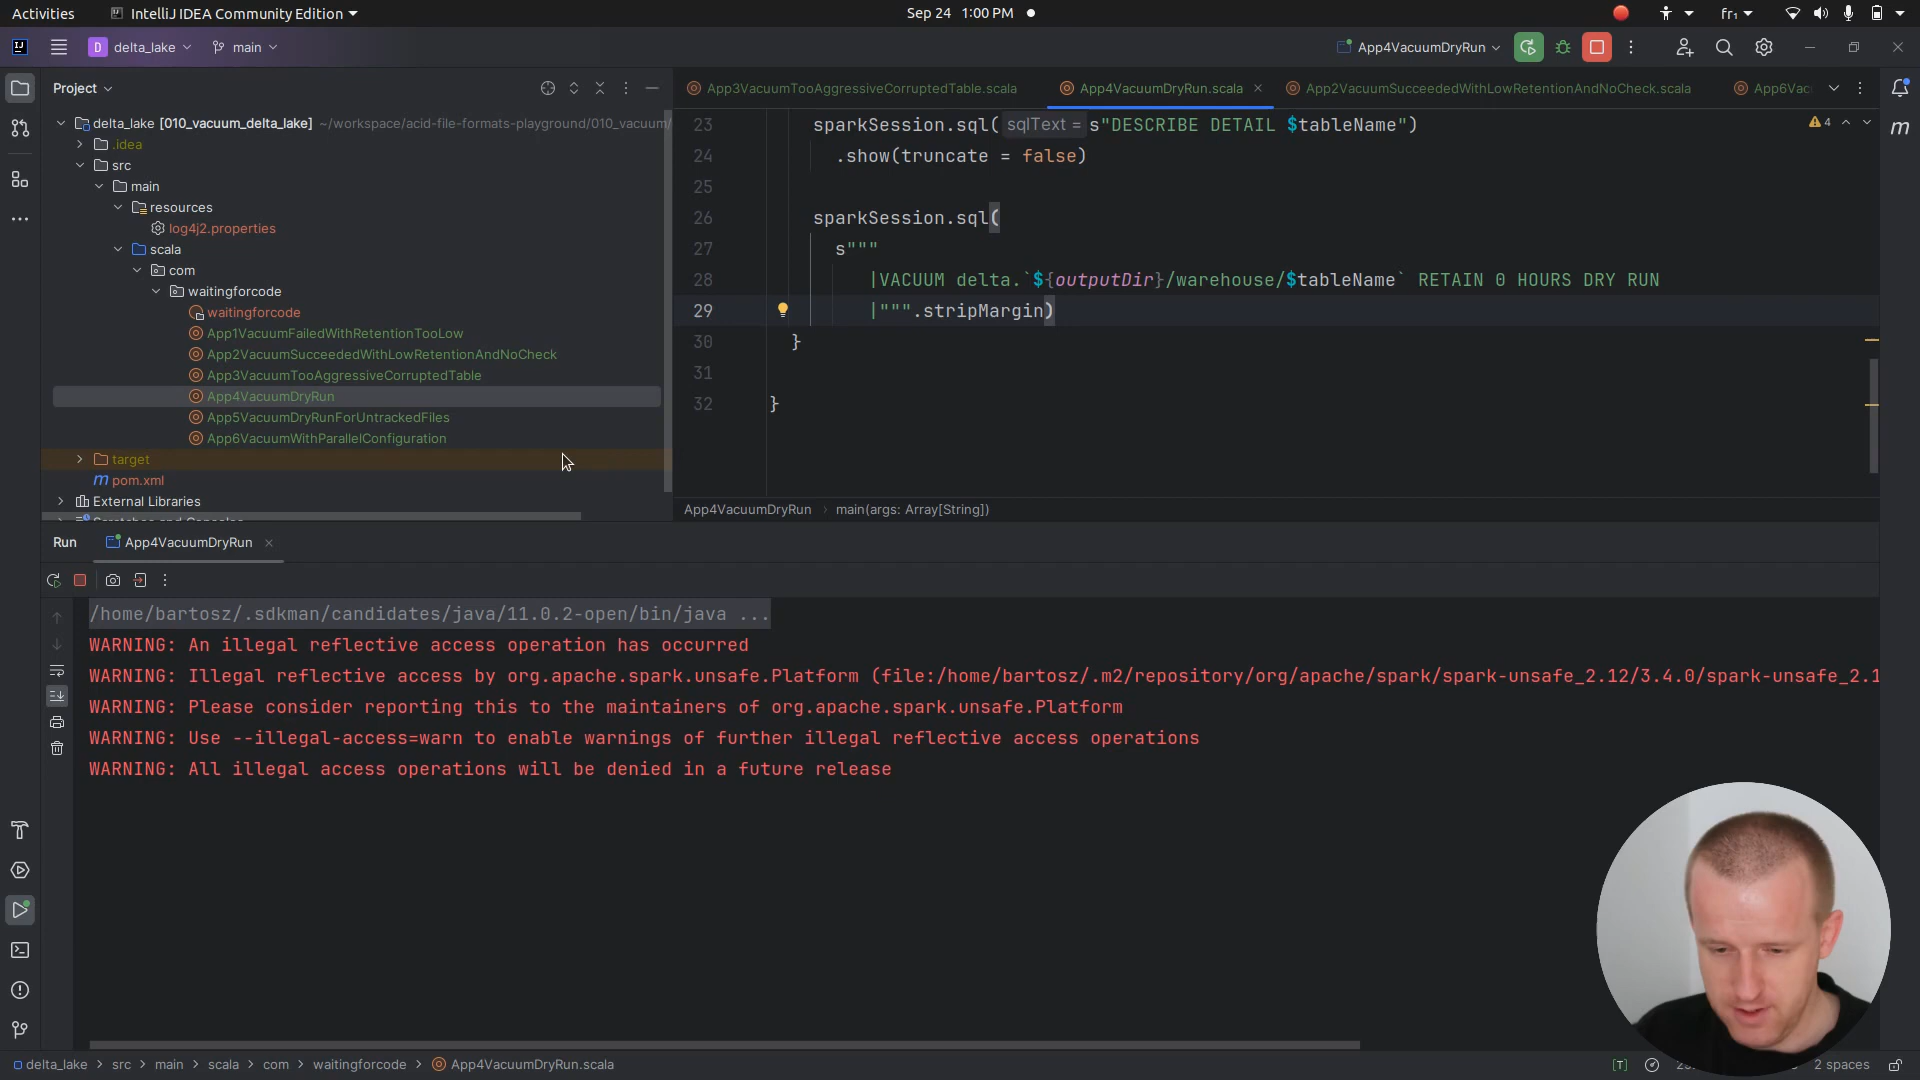 Activities
IntelliJ IDEA Community Edition
Sep 24 1:00 PM
fr₁
D delta_lake
main
App4VacuumDryRun
Project
App3VacuumTooAggressiveCorruptedTable.scala
App4VacuumDryRun.scala
App2VacuumSucceededWithLowRetentionAndNoCheck.scala
App6Vac
delta_lake [010_vacuum_delta_lake] ~/workspace/acid-file-formats-playground/010_vacuum/
.idea
src
main
resources
log4j2.properties
scala
com
waitingforcode
waitingforcode
App1VacuumFailedWithRetentionTooLow
App2VacuumSucceededWithLowRetentionAndNoCheck
App3VacuumTooAggressiveCorruptedTable
App4VacuumDryRun
App5VacuumDryRunForUntrackedFiles
App6VacuumWithParallelConfiguration
target
pom.xml
External Libraries
4
23 sparkSession.sql( sqlText = s"DESCRIBE DETAIL $tableName")
24 .show(truncate = false)
25
26 sparkSession.sql(
27 s"""
28 |VACUUM delta.`${outputDir}/warehouse/$tableName` RETAIN 0 HOURS DRY RUN
29 |""".stripMargin)
30 }
31
32 }
App4VacuumDryRun
main(args: Array[String])
Run
App4VacuumDryRun
/home/bartosz/.sdkman/candidates/java/11.0.2-open/bin/java ...
WARNING: An illegal reflective access operation has occurred
WARNING: Illegal reflective access by org.apache.spark.unsafe.Platform (file:/home/bartosz/.m2/repository/org/apache/spark/spark-unsafe_2.12/3.4.0/spark-unsafe_2.1
WARNING: Please consider reporting this to the maintainers of org.apache.spark.unsafe.Platform
WARNING: Use --illegal-access=warn to enable warnings of further illegal reflective access operations
WARNING: All illegal access operations will be denied in a future release
delta_lake > src > main > scala > com > waitingforcode > App4VacuumDryRun.scala
2 spaces